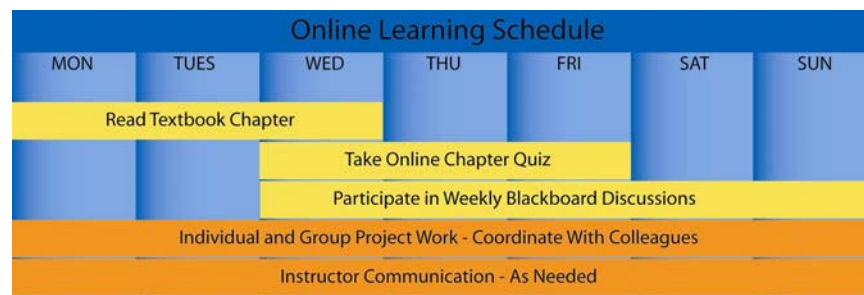 Online Learning Schedule
MON TUES WED THU FRI SAT SUN
Read Textbook Chapter
Take Online Chapter Quiz
Participate in Weekly Blackboard Discussions
Individual and Group Project Work - Coordinate With Colleagues
Instructor Communication - As Needed